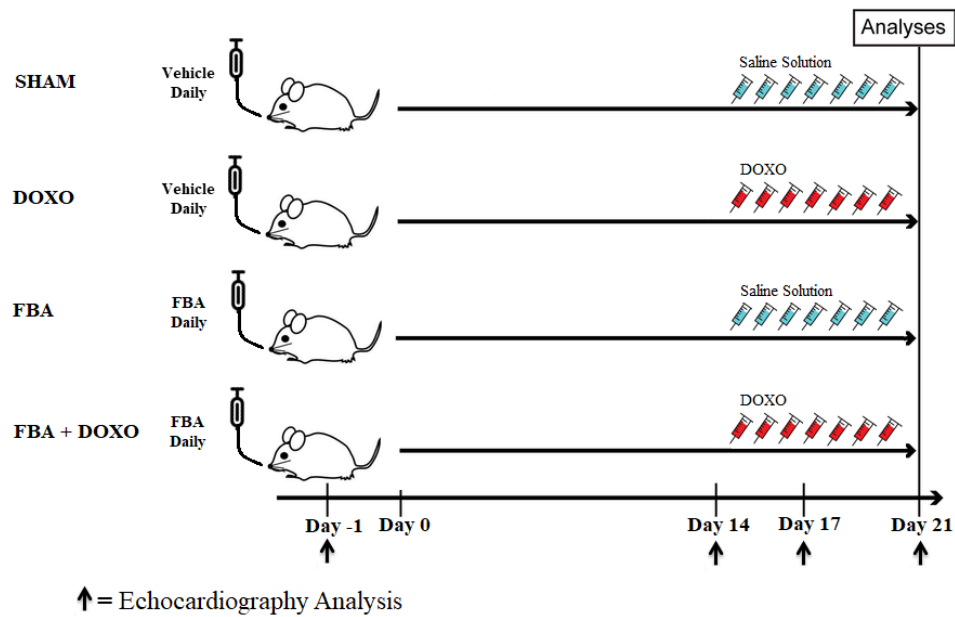 Analyses
SHAM
Vehicle
Daily
Saline Solution
DOXO
Vehicle
Daily
DOXO
FBA
FBA
Daily
Saline Solution
FBA + DOXO
FBA
Daily
DOXO
Day -1 Day 0 Day 14 Day 17 Day 21
= Echocardiography Analysis